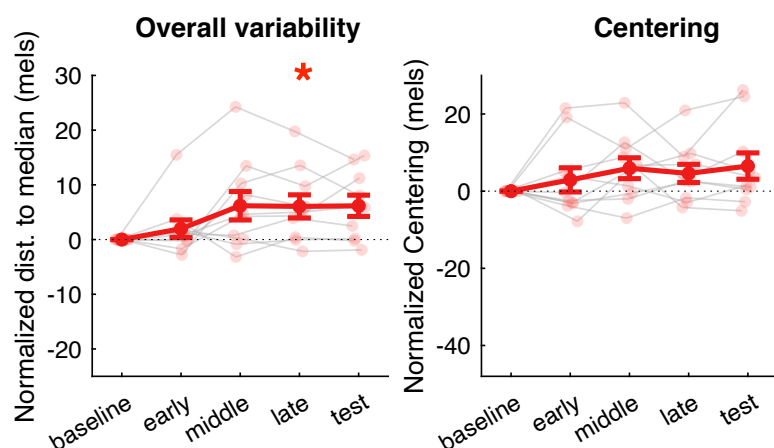 Overall variability
Normalized dist. to median (mels)
30
20
10
0
-10
-20
*
baseline
early
middle
late
test
Centering
Normalized Centering (mels)
20
0
-20
-40
baseline
early
middle
late
test